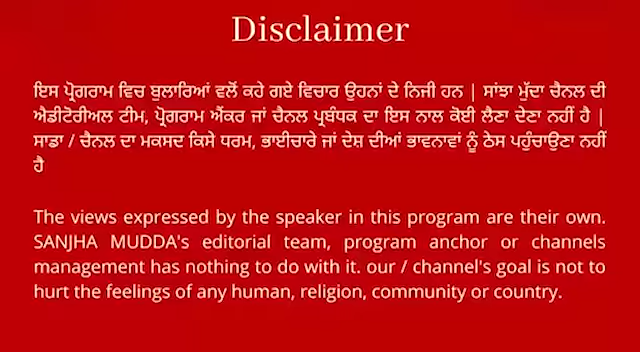 Disclaimer
ਇਸ ਪ੍ਰੋਗਰਾਮ ਵਿਚ ਬੁਲਾਰਿਆਂ ਵਲੋਂ ਕਹੇ ਗਏ ਵਿਚਾਰ ਉਹਨਾਂ ਦੇ ਨਿਜੀ ਹਨ | ਸਾਂਝਾ ਮੁੱਦਾ ਚੈਨਲ ਦੀ
ਐਡੀਟੋਰੀਅਲ ਟੀਮ, ਪ੍ਰੋਗਰਾਮ ਐਂਕਰ ਜਾਂ ਚੈਨਲ ਪ੍ਰਬੰਧਕ ਦਾ ਇਸ ਨਾਲ ਕੋਈ ਲੈਣਾ ਦੇਣਾ ਨਹੀਂ ਹੈ |
ਸਾਡਾ / ਚੈਨਲ ਦਾ ਮਕਸਦ ਕਿਸੇ ਧਰਮ, ਭਾਈਚਾਰੇ ਜਾਂ ਦੇਸ਼ ਦੀਆਂ ਭਾਵਨਾਵਾਂ ਨੂੰ ਠੇਸ ਪਹੁੰਚਾਉਣਾ ਨਹੀਂ
ਹੈ
The views expressed by the speaker in this program are their own.
SANJHA MUDDA's editorial team, program anchor or channels
management has nothing to do with it. our / channel's goal is not to
hurt the feelings of any human, religion, community or country.